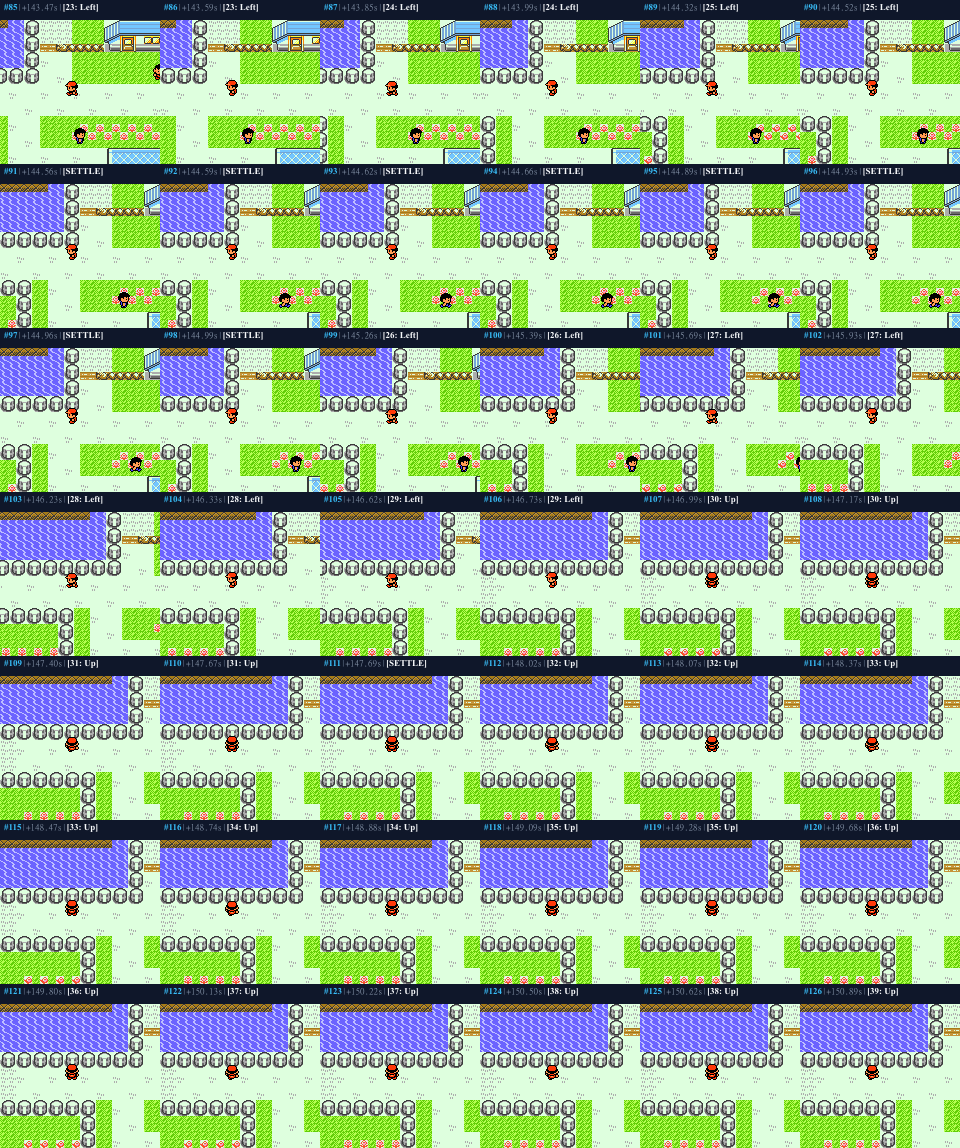 #85|+143.47s|[23: Left] #86|+143.59s|[23: Left] #87|+143.85s|[24: Left] #88|+143.99s|[24: Left] #89|+144.32s|[25: Left] #90|+144.52s|[25: Left]
#91|+144.56s|[SETTLE] #92|+144.59s|[SETTLE] #93|+144.62s|[SETTLE] #94|+144.66s|[SETTLE] #95|+144.89s|[SETTLE] #96|+144.93s|[SETTLE]
#97|+144.96s|[SETTLE] #98|+144.99s|[SETTLE] #99|+145.26s|[26: Left] #100|+145.39s|[26: Left] #101|+145.69s|[27: Left] #102|+145.93s|[27: Left]
#103|+146.23s|[28: Left] #104|+146.33s|[28: Left] #105|+146.62s|[29: Left] #106|+146.73s|[29: Left] #107|+146.99s|[30: Up] #108|+147.17s|[30: Up]
#109|+147.40s|[31: Up] #110|+147.67s|[31: Up] #111|+147.69s|[SETTLE] #112|+148.02s|[32: Up] #113|+148.07s|[32: Up] #114|+148.37s|[33: Up]
#115|+148.47s|[33: Up] #116|+148.74s|[34: Up] #117|+148.88s|[34: Up] #118|+149.09s|[35: Up] #119|+149.28s|[35: Up] #120|+149.68s|[36: Up]
#121|+149.80s|[36: Up] #122|+150.13s|[37: Up] #123|+150.22s|[37: Up] #124|+150.50s|[38: Up] #125|+150.62s|[38: Up] #126|+150.89s|[39: Up]